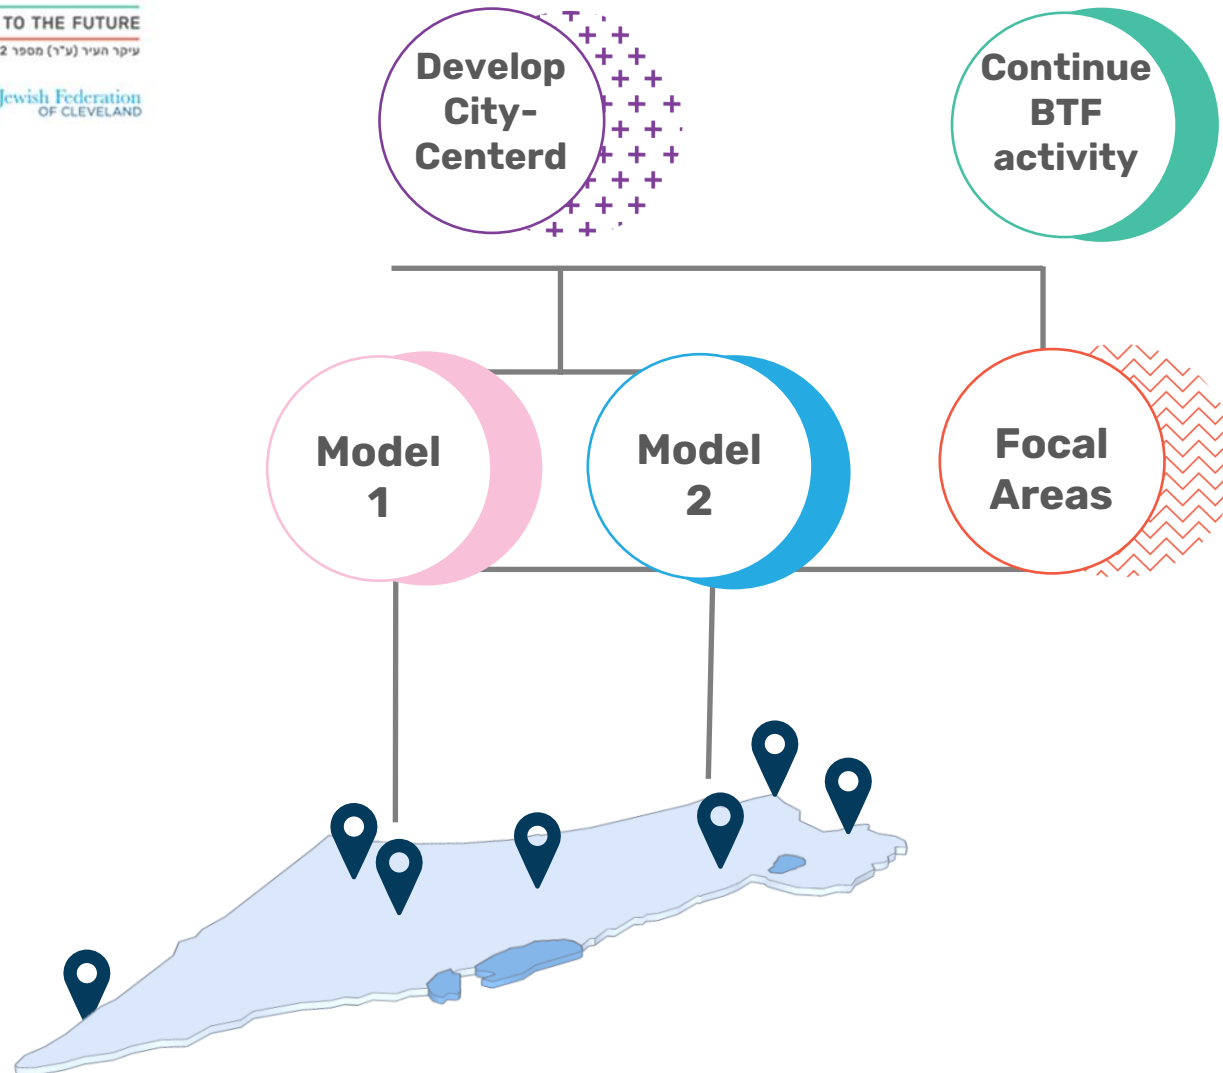 TO THE FUTURE
עיקר העיר (ע"ר) מספר 2
Jewish Federation
OF CLEVELAND
Develop
City-
Centerd
Continue
BTF
activity
Model
1
Model
2
Focal
Areas